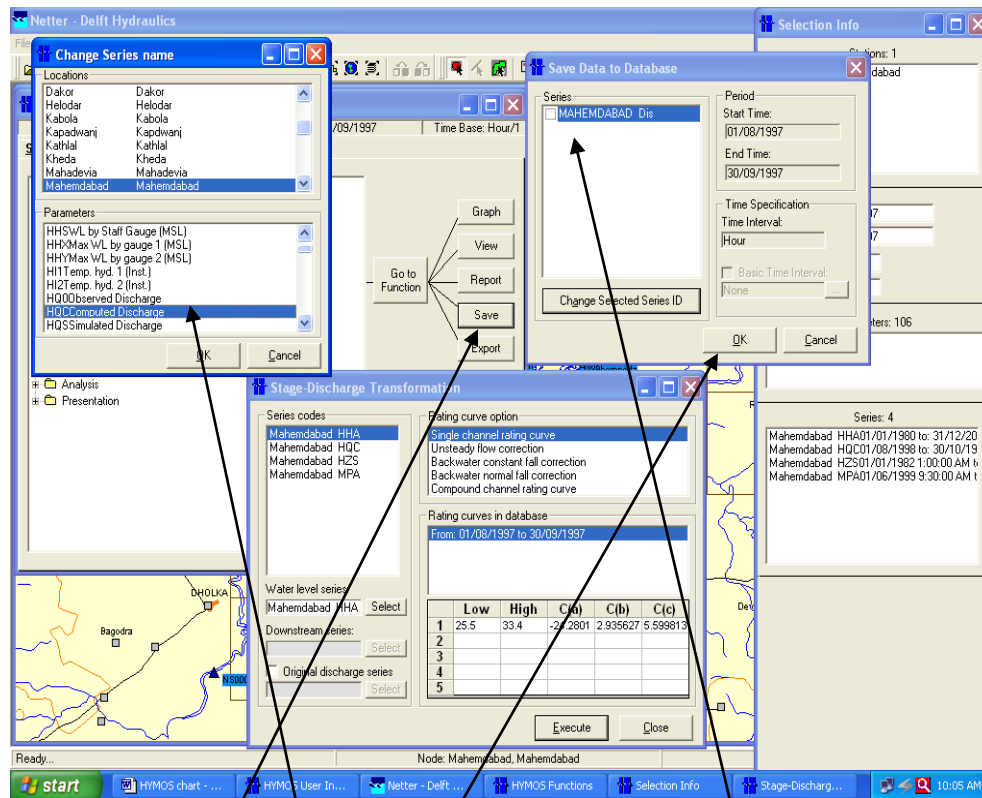 Netter - Delft Hydraulics
Change Series name
Locations
Dakor Dakor
Helodar Helodar
Kabola Kabola
Kapadwanj Kapdwanj
Kathlal Kathlal
Kheda Kheda
Mahadevia Mahadevia
Mahemdabad Mahemdabad
Parameters
HHSWL by Staff Gauge (MSL)
HHXMax WL by gauge 1 (MSL)
HHYMax WL by gauge 2 (MSL)
HI1Temp. hyd. 1 (Inst.)
HI2Temp. hyd. 2 (Inst.)
HQ0Observed Discharge
HQCComputed Discharge
HQSSimulated Discharge
OK Cancel
/09/1997 Time Base: Hour/1
Go to
Function
Graph
View
Report
Save
Export
Analysis
Presentation
Save Data to Database
Series
MAHEMDABAD Dis
Change Selected Series ID
Period
Start Time:
01/08/1997
End Time:
30/09/1997
Time Specification
Time Interval:
Hour
Basic Time Interval:
None ...
OK Cancel
Selection Info
Stations: 1
dabad
eters: 106
Series: 4
Mahemdabad HHA01/01/1980 to: 31/12/20
Mahemdabad HQC01/08/1998 to: 30/10/19
Mahemdabad HZS01/01/1982 1:00:00 AM t
Mahemdabad MPA01/06/1999 9:30:00 AM t
Stage-Discharge Transformation
Series codes
Mahemdabad HHA
Mahemdabad HQC
Mahemdabad HZS
Mahemdabad MPA
Water level series:
Mahemdabad HHA Select
Downstream series:
Select
Original discharge series
Select
Rating curve option
Single channel rating curve
Unsteady flow correction
Backwater constant fall correction
Backwater normal fall correction
Compound channel rating curve
Rating curves in database
From: 01/08/1997 to 30/09/1997
Low High C(a) C(b) C(c)
1 25.5 33.4 -24.2801 2.935627 5.599813
2
3
4
5
Execute Close
DHOLKA
Bagodra
Ready...
Node: Mahemdabad, Mahemdabad
start
HYMOS chart - ...
HYMOS User In...
Netter - Delft ...
HYMOS Functions
Selection Info
Stage-Discharg...
10:05 AM